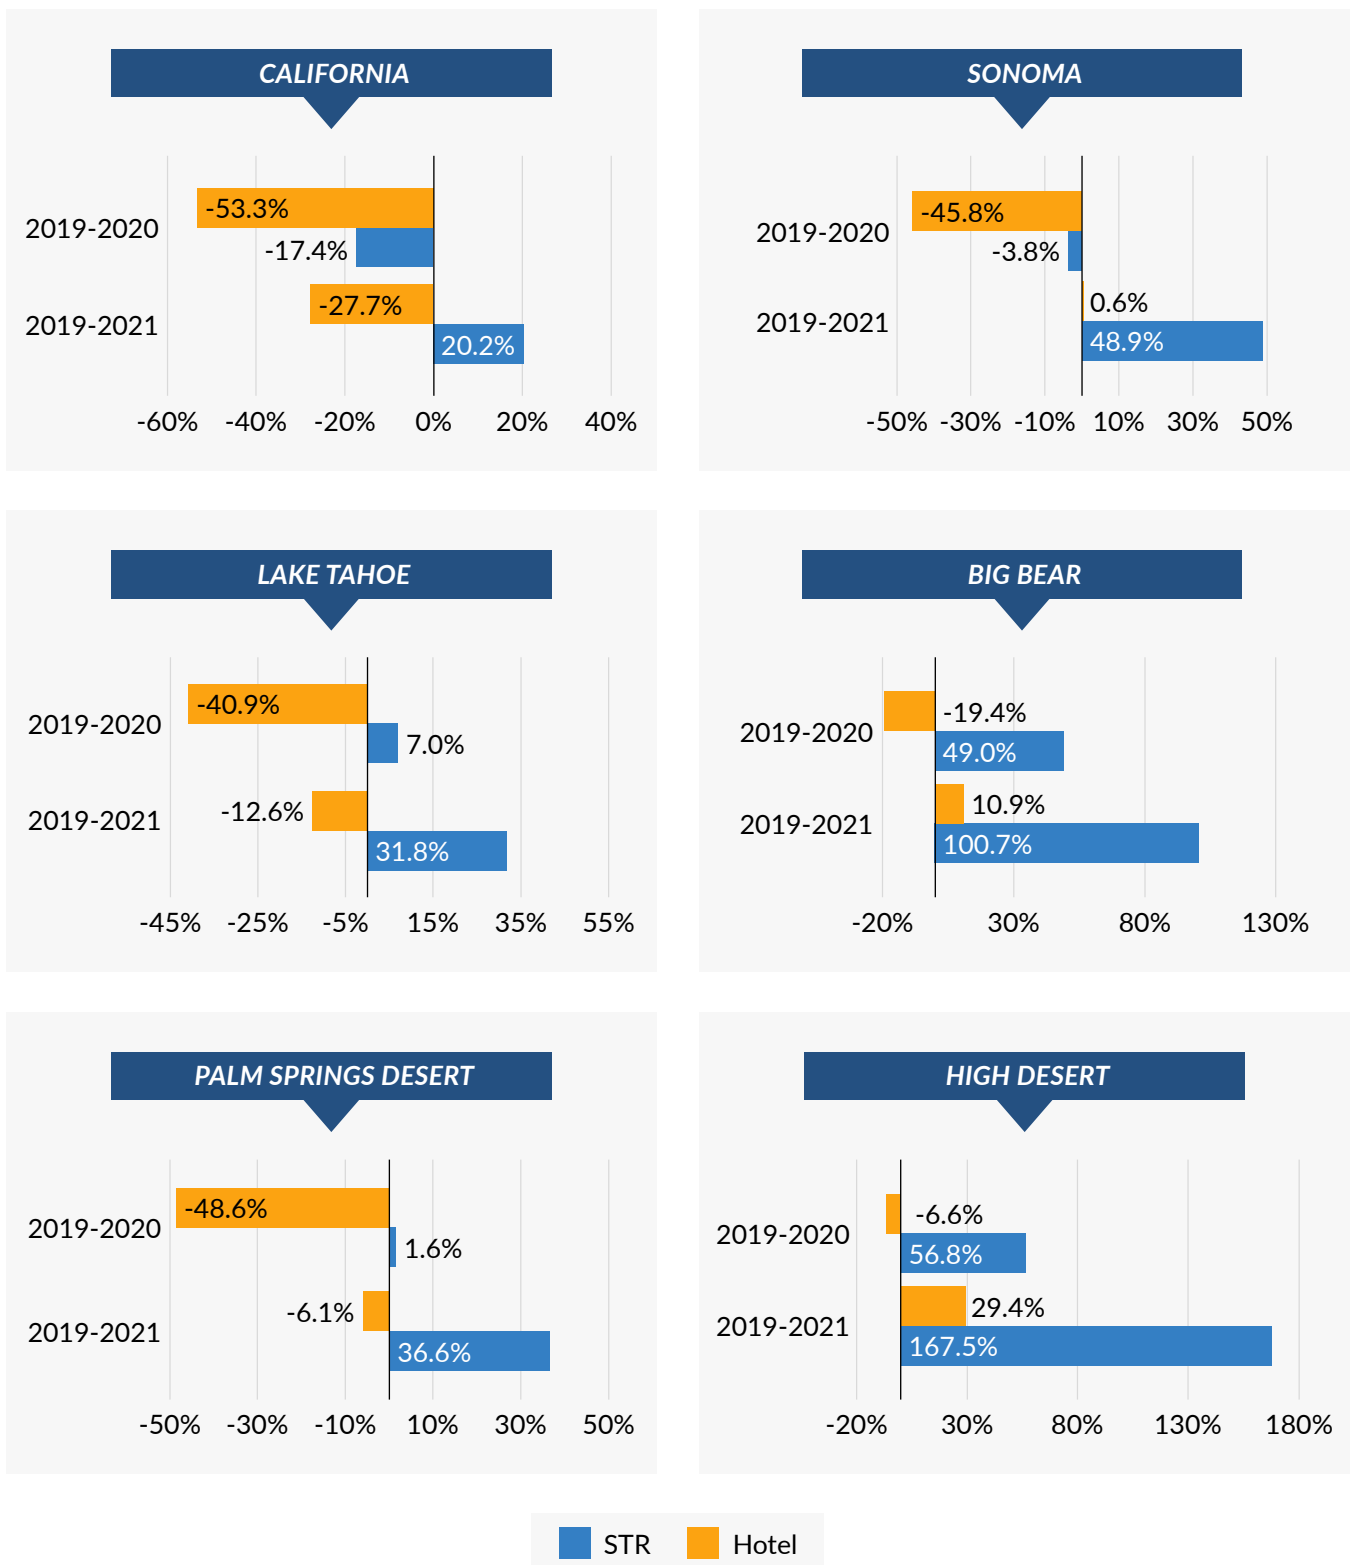 CALIFORNIA
2019-2020
-53.3%
-17.4%
2019-2021
-27.7%
20.2%
-60% -40% -20% 0% 20% 40%
SONOMA
2019-2020
-45.8%
-3.8%
2019-2021
0.6%
48.9%
-50% -30% -10% 10% 30% 50%
LAKE TAHOE
2019-2020
-40.9%
7.0%
2019-2021
-12.6%
31.8%
-45% -25% -5% 15% 35% 55%
BIG BEAR
2019-2020
-19.4%
49.0%
2019-2021
10.9%
100.7%
-20% 30% 80% 130%
PALM SPRINGS DESERT
2019-2020
-48.6%
1.6%
2019-2021
-6.1%
36.6%
-50% -30% -10% 10% 30% 50%
HIGH DESERT
2019-2020
-6.6%
56.8%
2019-2021
29.4%
167.5%
-20% 30% 80% 130% 180%
STR Hotel